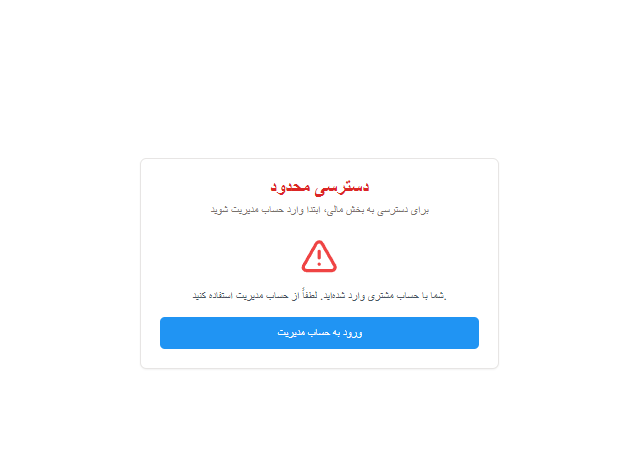 دسترسی محدود
برای دسترسی به بخش مالی، ابتدا وارد حساب مدیریت شوید
شما با حساب مشتری وارد شده‌اید. لطفاً از حساب مدیریت استفاده کنید.
ورود به حساب مدیریت